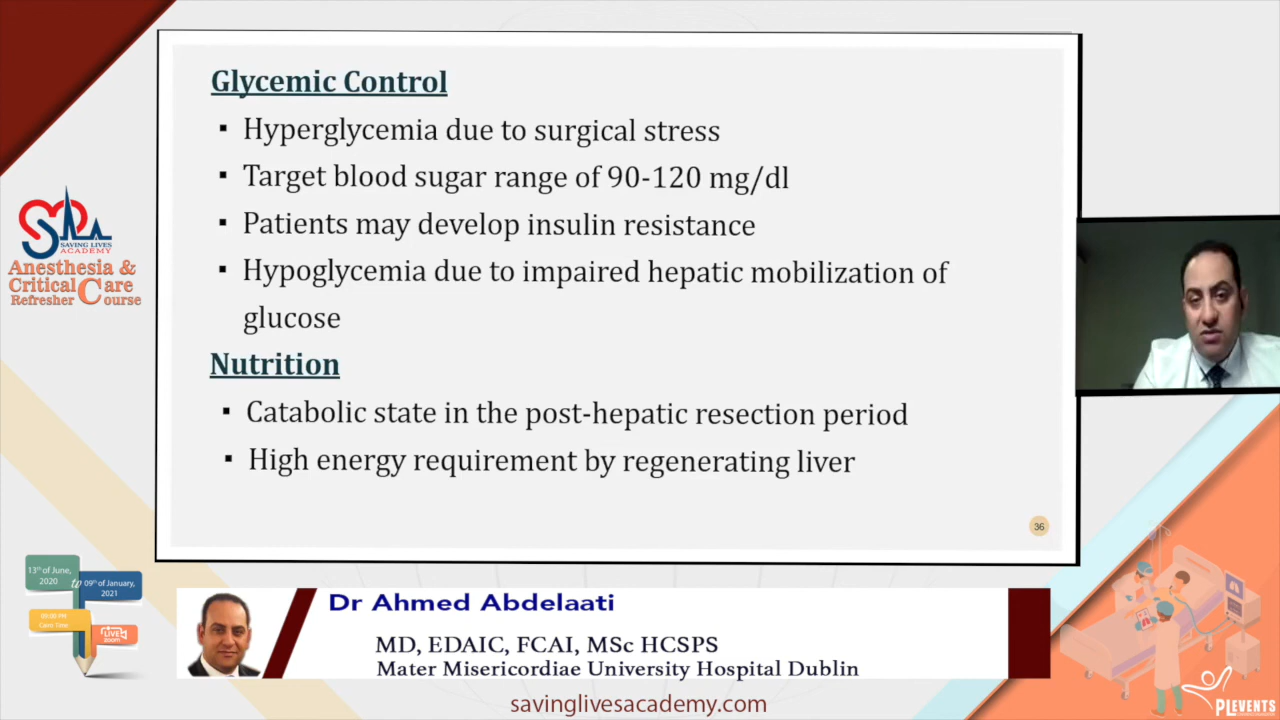 Glycemic Control
▪ Hyperglycemia due to surgical stress
▪ Target blood sugar range of 90-120 mg/dl
▪ Patients may develop insulin resistance
▪ Hypoglycemia due to impaired hepatic mobilization of
glucose
Nutrition
▪ Catabolic state in the post-hepatic resection period
▪ High energy requirement by regenerating liver
36
SAVING LIVES
ACADEMY
Anesthesia &
Critical Care
Refresher Course
13th of June,
2020
to
09th of January,
2021
Cairo Time
LIVE
zoom
Dr Ahmed Abdelaati
MD, EDAIC, FCAI, MSc HCSPS
Mater Misericordiae University Hospital Dublin
savinglivesacademy.com
PLEVENTS